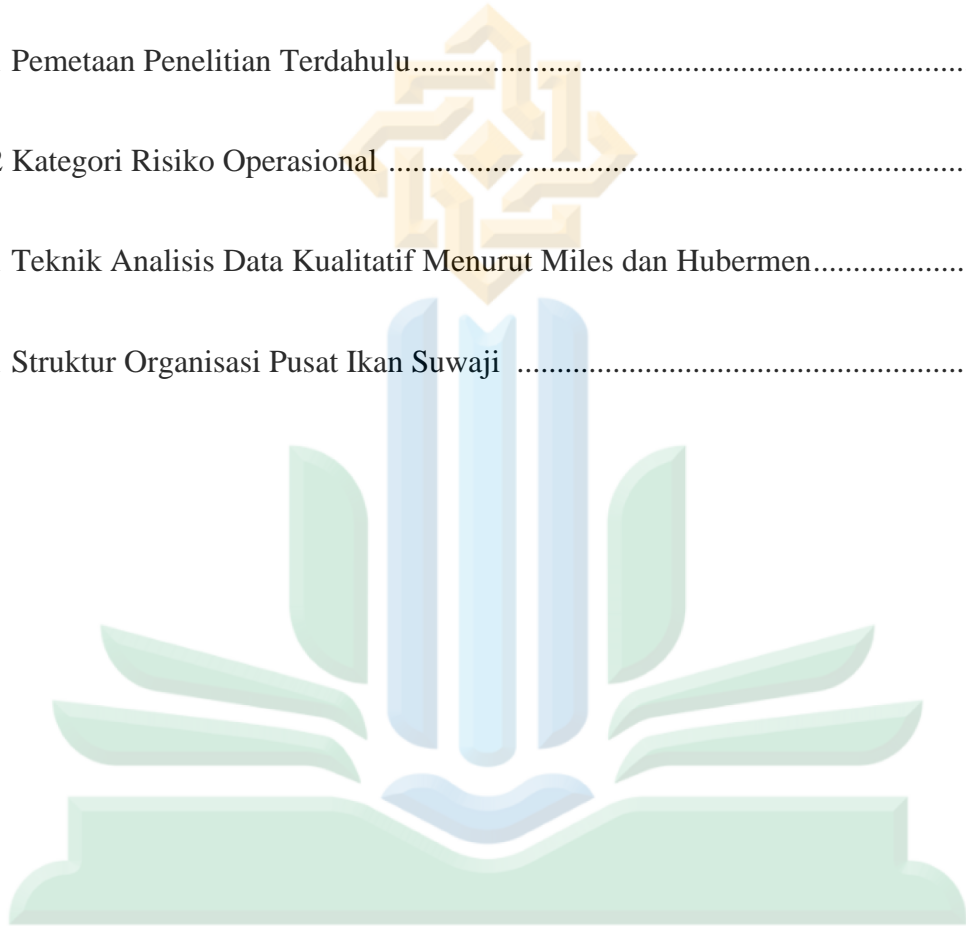 Pemetaan Penelitian Terdahulu......................................................................
2 Kategori Risiko Operasional ........................................................................
Teknik Analisis Data Kualitatif Menurut Miles dan Hubermen...................
Struktur Organisasi Pusat Ikan Suwaji ........................................................